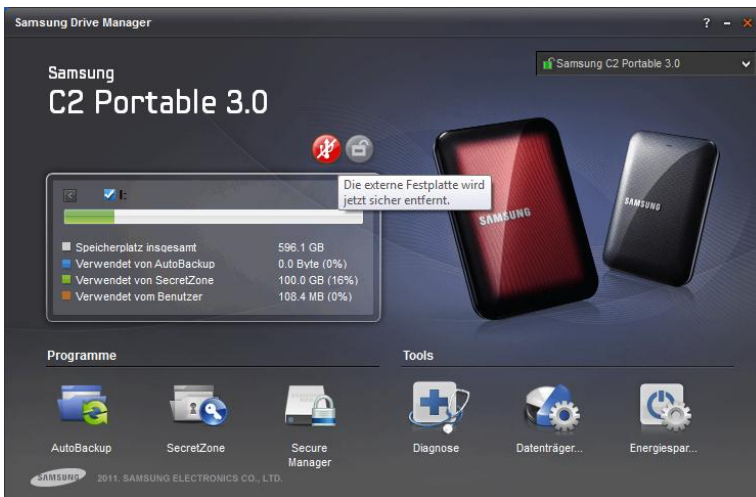 Samsung Drive Manager
? –
Samsung C2 Portable 3.0
Samsung
C2 Portable 3.0
Die externe Festplatte wird
jetzt sicher entfernt.
I:
Speicherplatz insgesamt 596.1 GB
Verwendet von AutoBackup 0.0 Byte (0%)
Verwendet von SecretZone 100.0 GB (16%)
Verwendet vom Benutzer 108.4 MB (0%)
SAMSUNG
SAMSUNG
Programme
Tools
AutoBackup
SecretZone
Secure
Manager
Diagnose
Datenträger...
Energiespar...
SAMSUNG 2011. SAMSUNG ELECTRONICS CO., LTD.